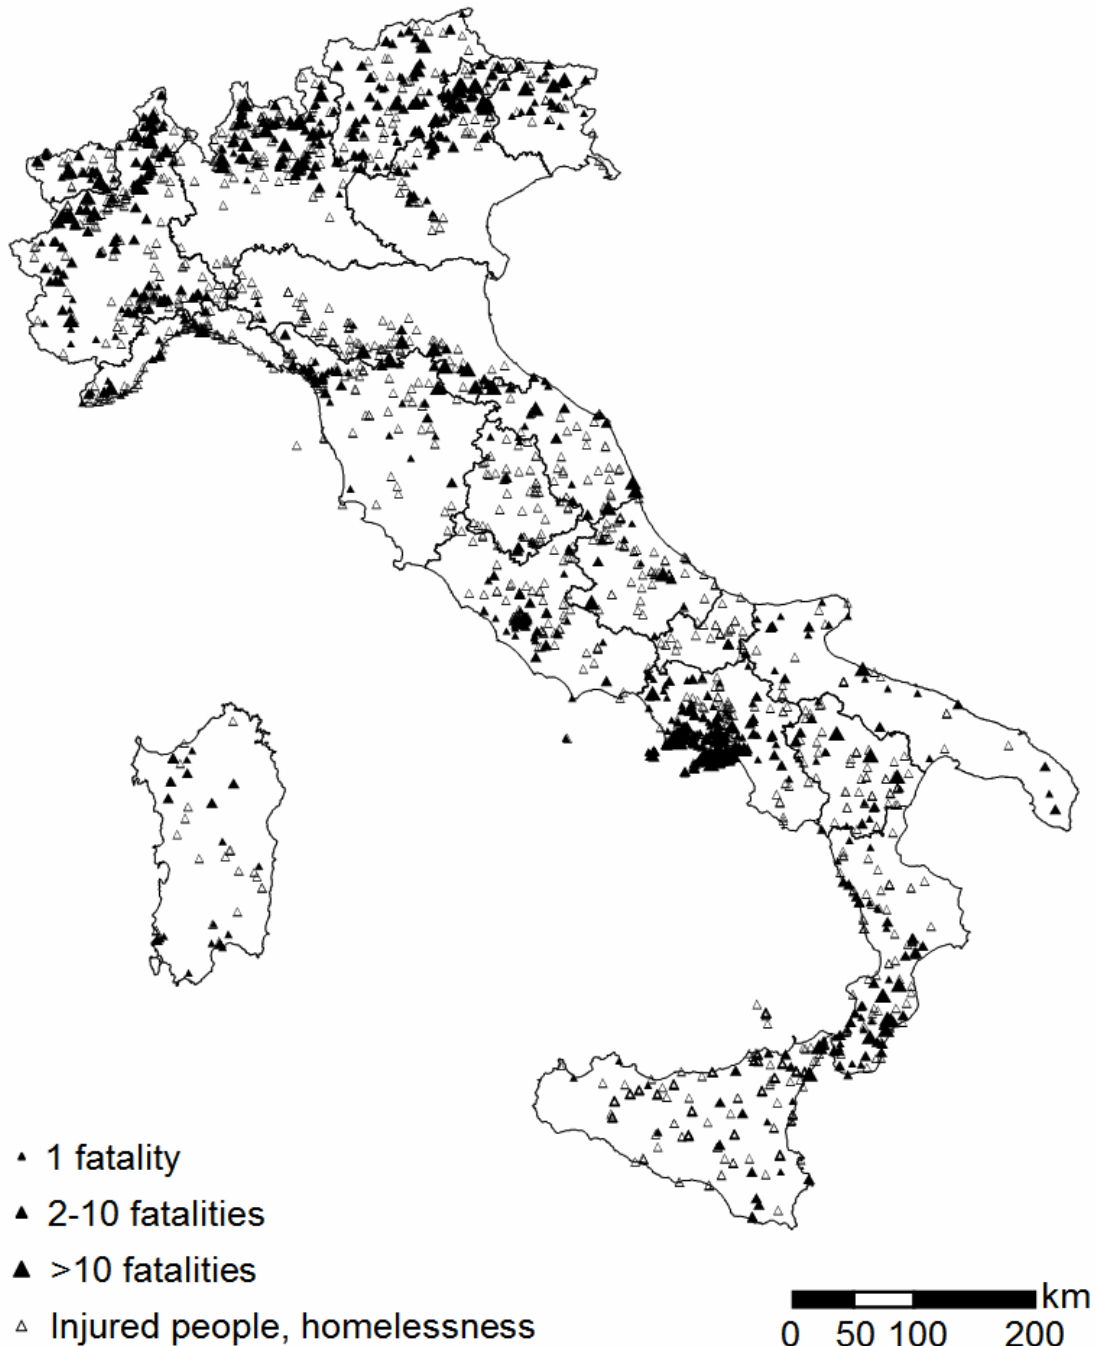 1 fatality
2-10 fatalities
>10 fatalities
Injured people, homelessness
km
0 50 100 200